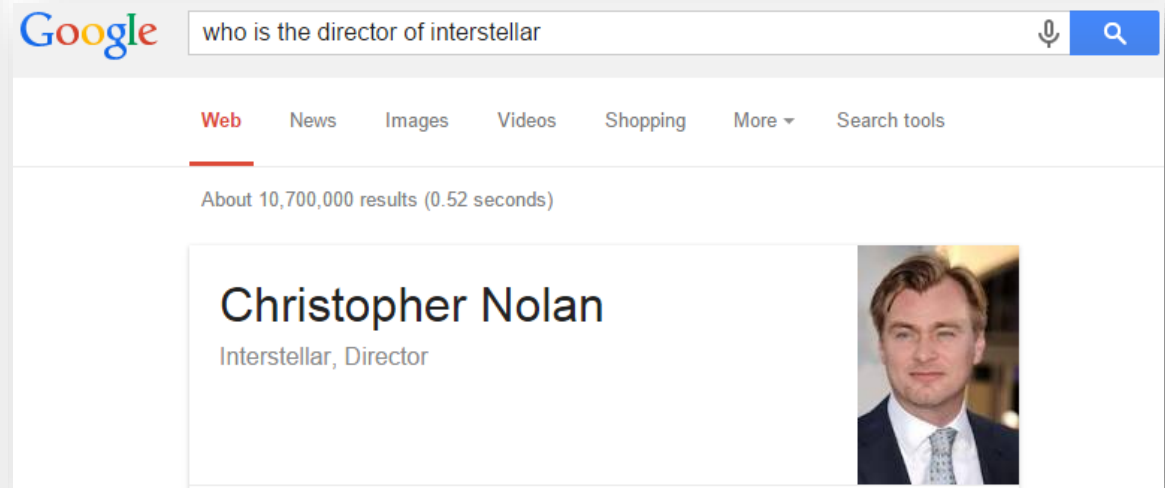 Google who is the director of interstellar
Web News Images Videos Shopping More Search tools
About 10,700,000 results (0.52 seconds)
Christopher Nolan
Interstellar, Director